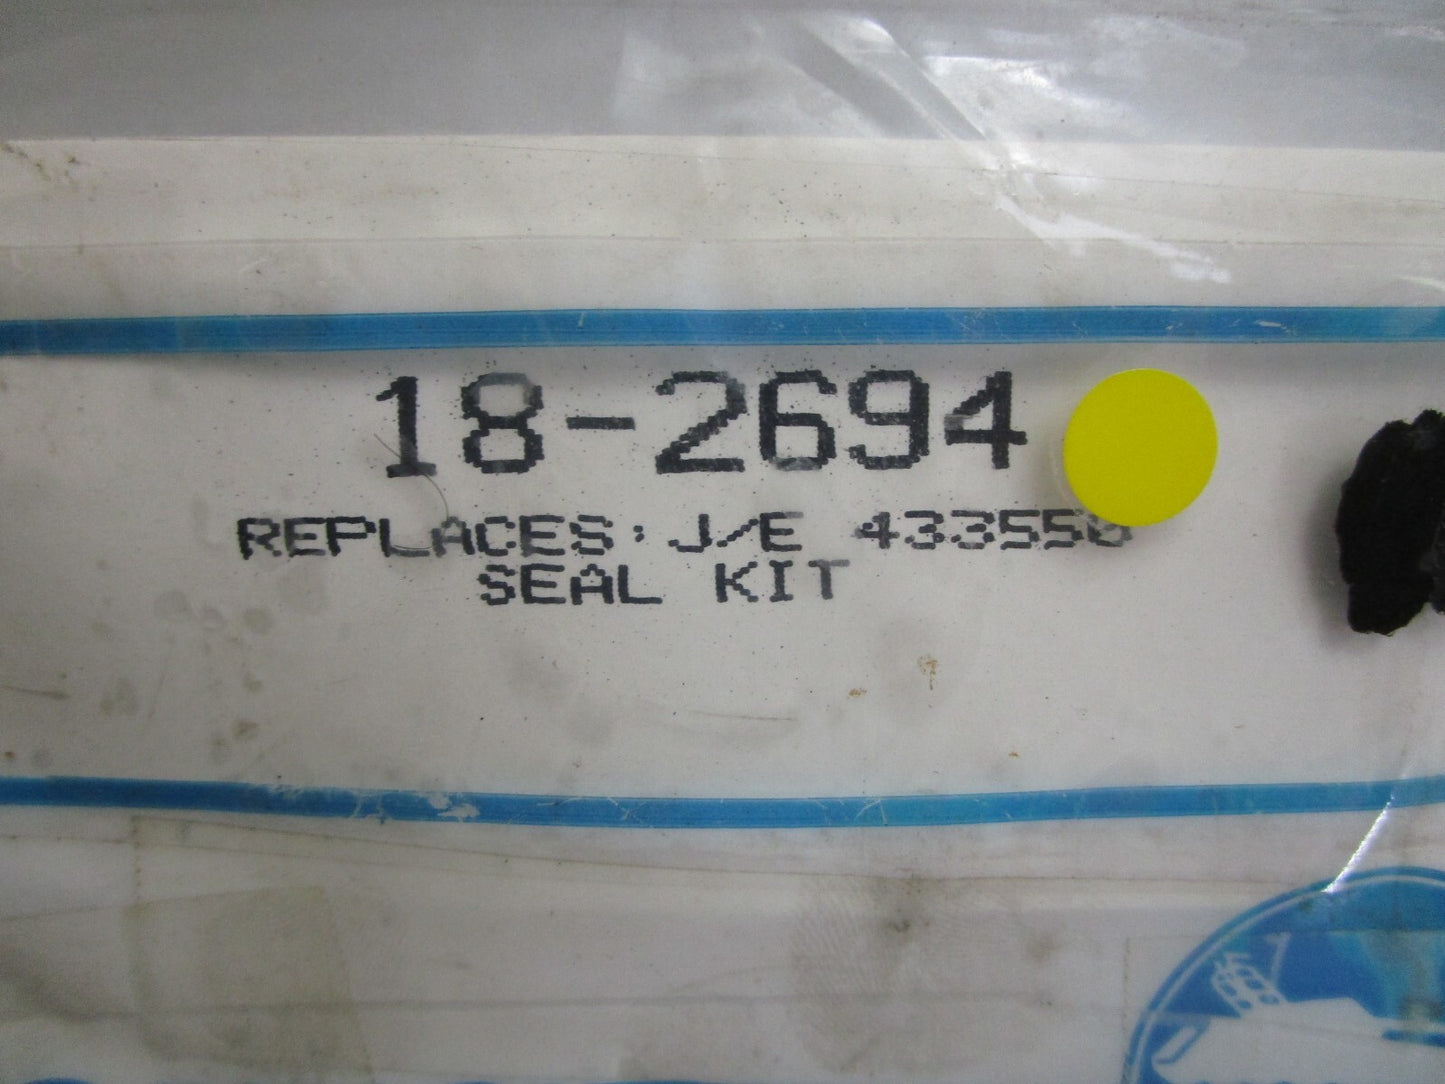 18-2694
REPLACES: J/E 433550
SEAL KIT